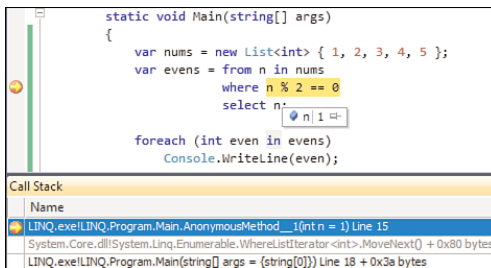 static void Main(string[] args)
{
var nums = new List<int> { 1, 2, 3, 4, 5 };
var evens = from n in nums
where n % 2 == 0
select n;
n 1
foreach (int even in evens)
Console.WriteLine(even);
Call Stack
Name
LINQ.exe!LINQ.Program.Main.AnonymousMethod__1(int n = 1) Line 15
System.Core.dll!System.Linq.Enumerable.WhereListIterator<int>.MoveNext() + 0x80 bytes
LINQ.exe!LINQ.Program.Main(string[] args = {string[0]}) Line 18 + 0x3a bytes